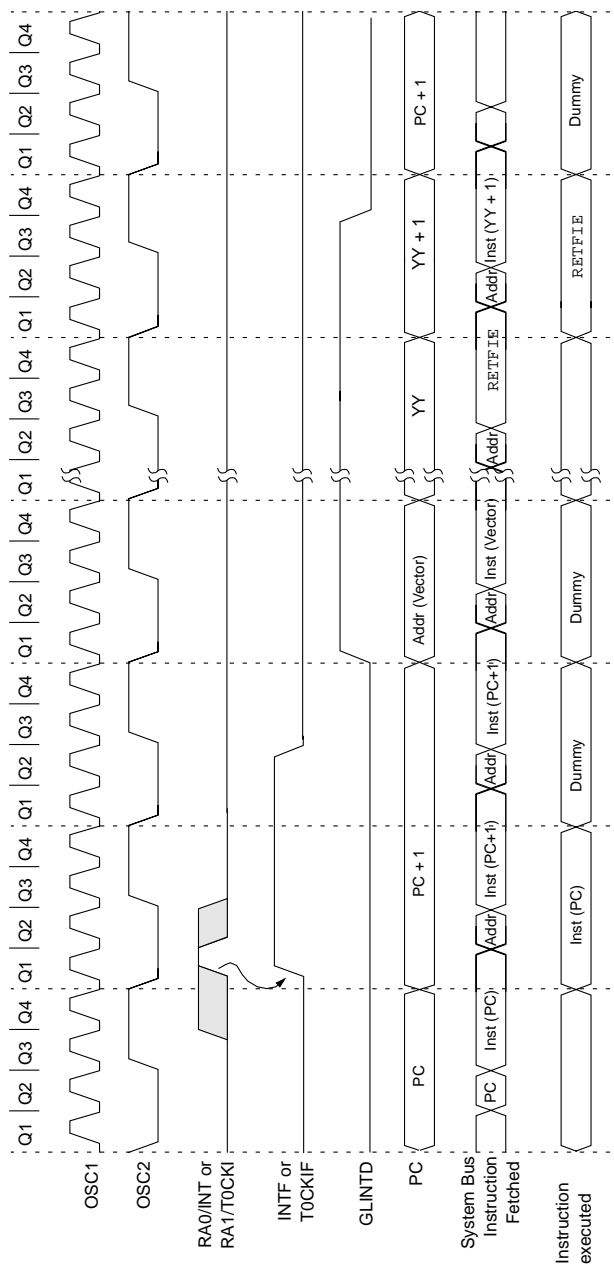 Q1 Q2 Q3 Q4 Q1 Q2 Q3 Q4 Q1 Q2 Q3 Q4 Q1 Q2 Q3 Q4 Q1 Q2 Q3 Q4 Q1 Q2 Q3 Q4 Q1 Q2 Q3 Q4
OSC1
OSC2
RA0/INT or
RA1/T0CKI
INTF or
T0CKIF
GLINTD
PC PC PC + 1 Addr (Vector) YY YY + 1 PC + 1
System Bus
Instruction
Fetched
PC Inst (PC) Addr Inst (PC+1) Addr Inst (PC+1) Addr Inst (Vector) Addr RETFIE Addr Inst (YY + 1)
Instruction
executed
Inst (PC) Dummy Dummy RETFIE Dummy